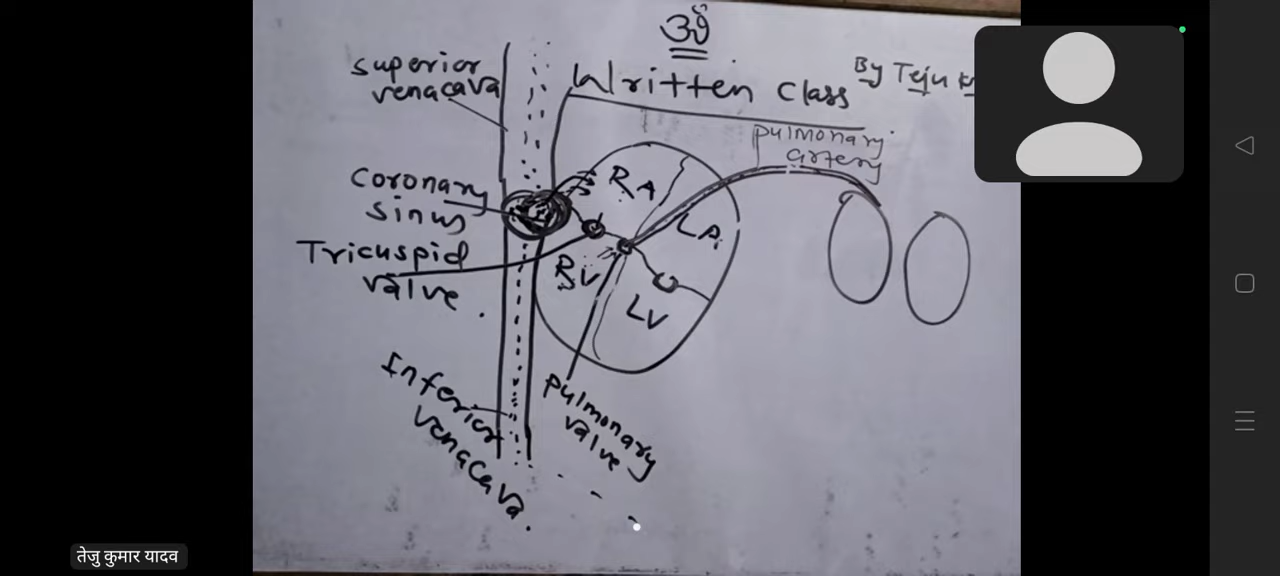 ॐ
Written Class
By Teju
superior
venacava
pulmonary
artery
Coronary
sinus
RA
LA
Tricuspid
valve.
RV
LV
Inferior
venacava.
pulmonary
valve
तेजु कुमार यादव